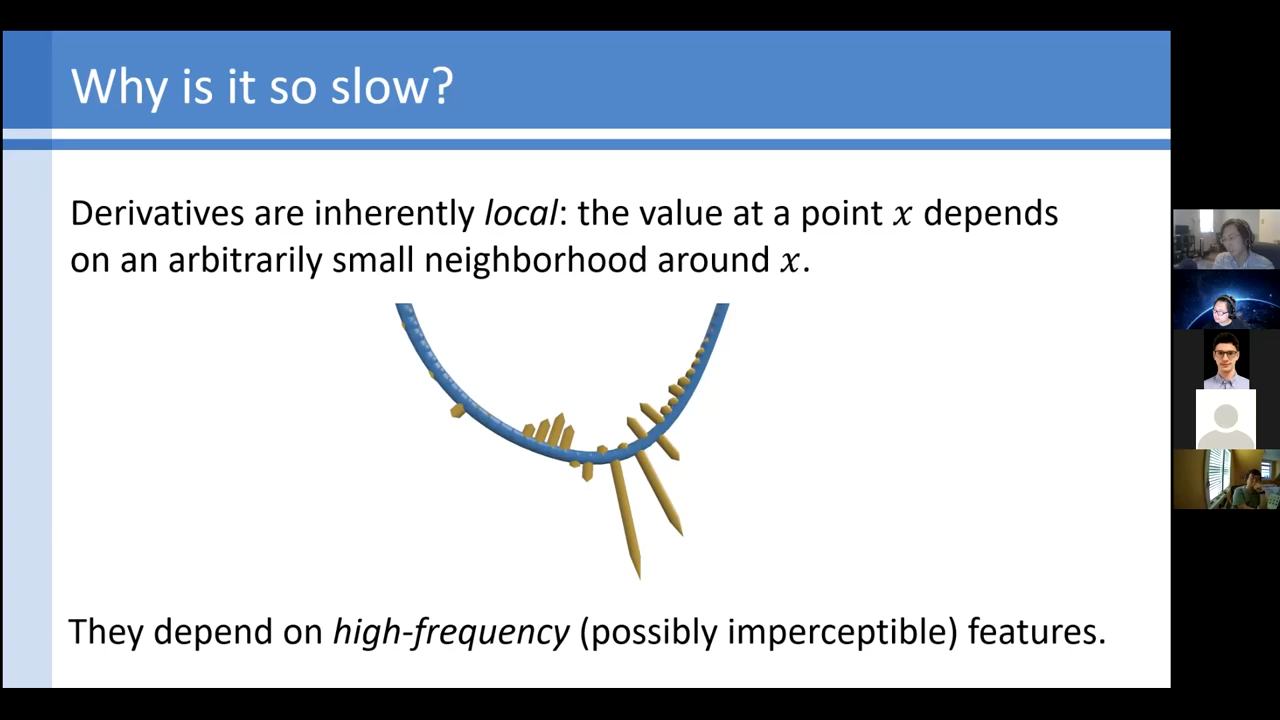 Why is it so slow?
Derivatives are inherently local: the value at a point x depends
on an arbitrarily small neighborhood around x.
They depend on high-frequency (possibly imperceptible) features.